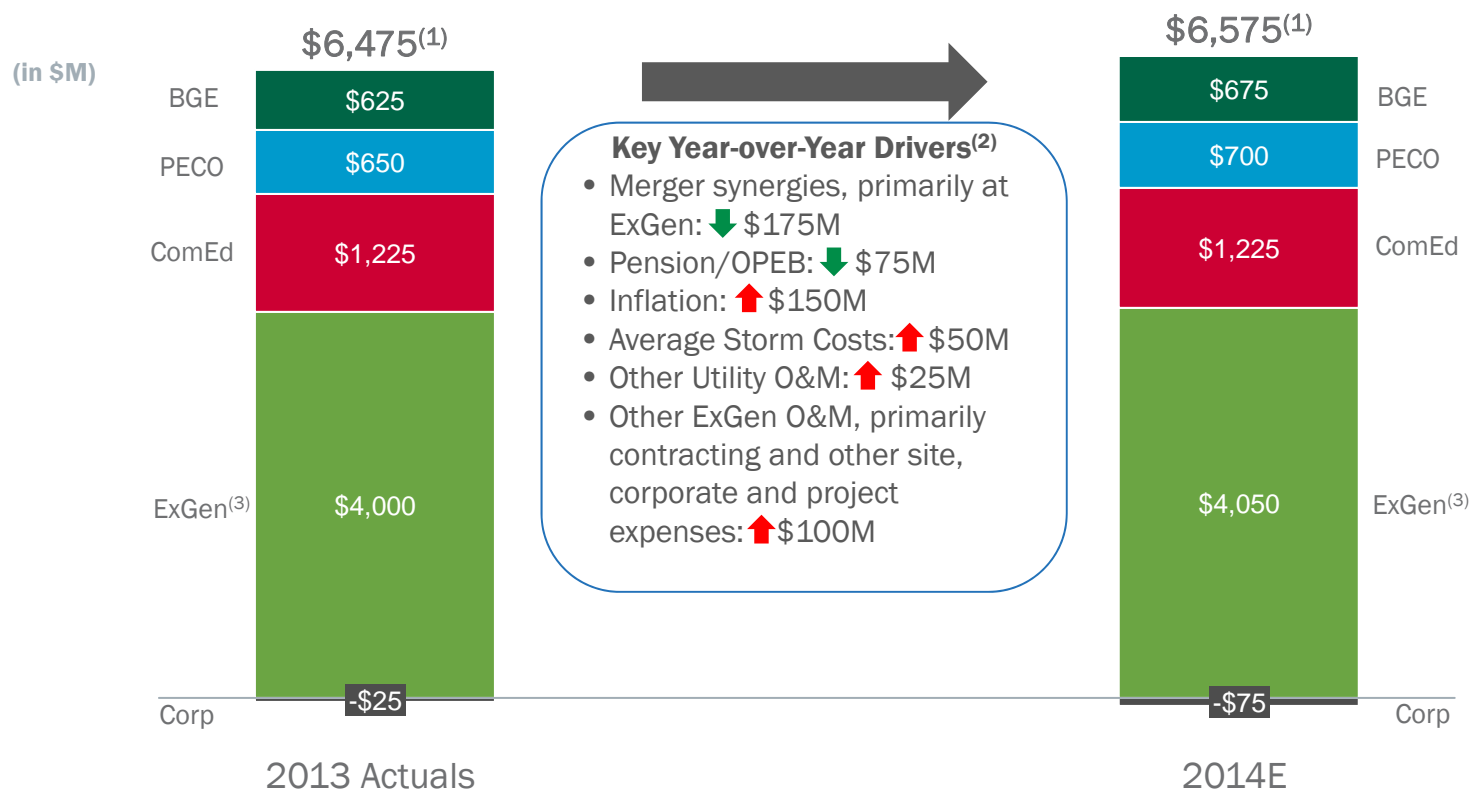 $6,475(1)
$6,575(1)
(in $M)
BGE
$625
$675
BGE
PECO
$650
$700
PECO
ComEd
$1,225
$1,225
ComEd
ExGen(3)
$4,000
$4,050
ExGen(3)
-$25
-$75
Corp
Corp
2013 Actuals
2014E
Key Year-over-Year Drivers(2)
• Merger synergies, primarily at
ExGen: $175M
• Pension/OPEB: $75M
• Inflation: $150M
• Average Storm Costs: $50M
• Other Utility O&M: $25M
• Other ExGen O&M, primarily
contracting and other site,
corporate and project
expenses: $100M